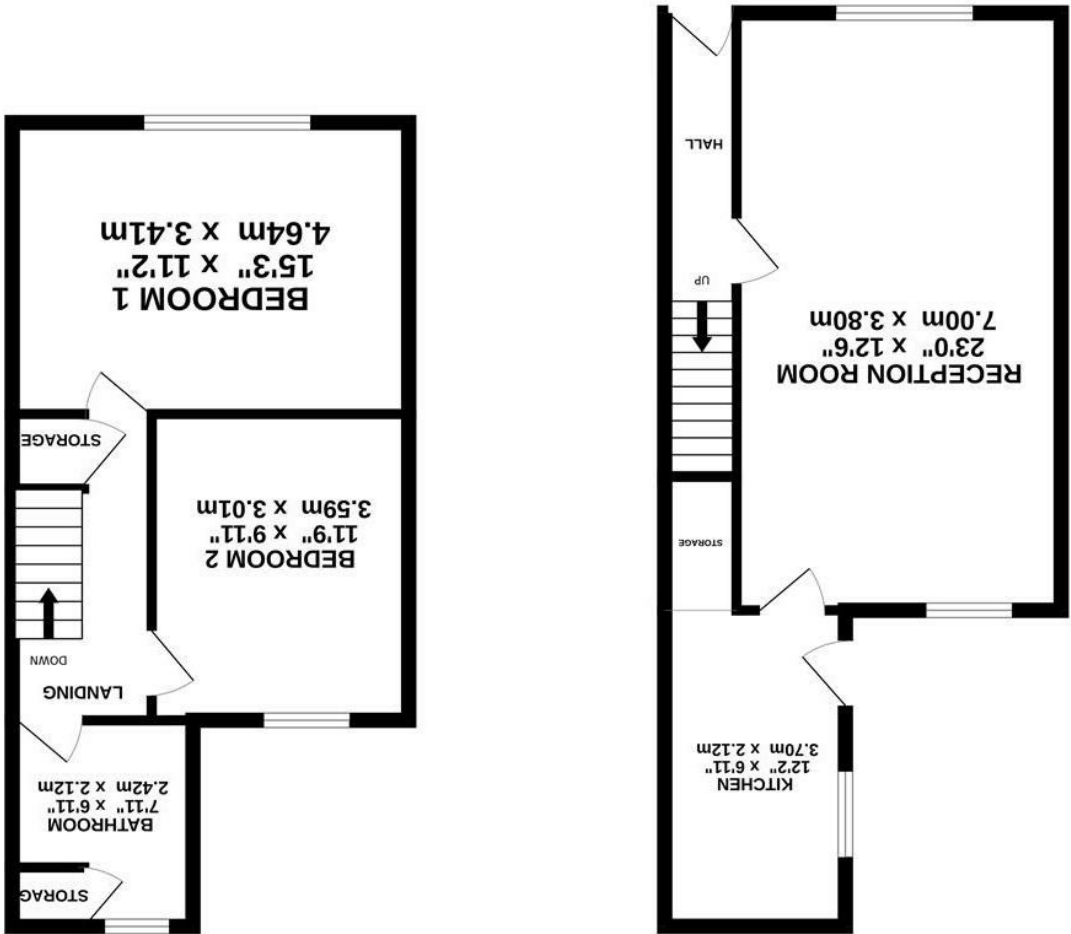 KITCHEN
12'2" x 6'11"
3.70m x 2.12m
STORAGE
RECEPTION ROOM
23'0" x 12'6"
7.00m x 3.80m
UP
HALL
STORAG
BATHROOM
7'11" x 6'11"
2.42m x 2.12m
LANDING
DOWN
BEDROOM 2
11'9" x 9'11"
3.59m x 3.01m
STORAGE
BEDROOM 1
15'3" x 11'2"
4.64m x 3.41m